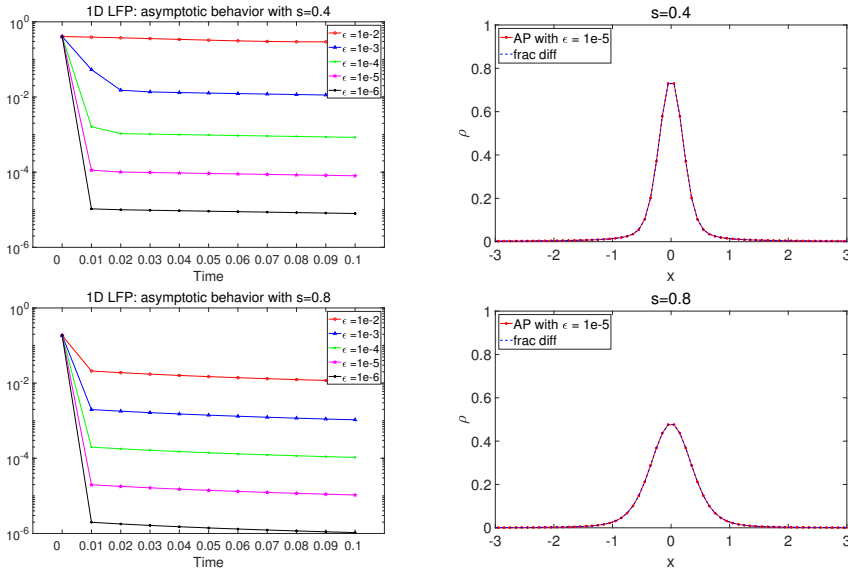 1D LFP: asymptotic behavior with s=0.4
10^0
10^-2
10^-4
10^-6
ϵ =1e-2
ϵ =1e-3
ϵ =1e-4
ϵ =1e-5
ϵ =1e-6
0 0.01 0.02 0.03 0.04 0.05 0.06 0.07 0.08 0.09 0.1
Time
s=0.4
1
0.8
0.6
0.4
0.2
0
ρ
AP with ϵ = 1e-5
frac diff
-3 -2 -1 0 1 2 3
x
1D LFP: asymptotic behavior with s=0.8
10^0
10^-2
10^-4
10^-6
ϵ =1e-2
ϵ =1e-3
ϵ =1e-4
ϵ =1e-5
ϵ =1e-6
0 0.01 0.02 0.03 0.04 0.05 0.06 0.07 0.08 0.09 0.1
Time
s=0.8
1
0.8
0.6
0.4
0.2
0
ρ
AP with ϵ = 1e-5
frac diff
-3 -2 -1 0 1 2 3
x